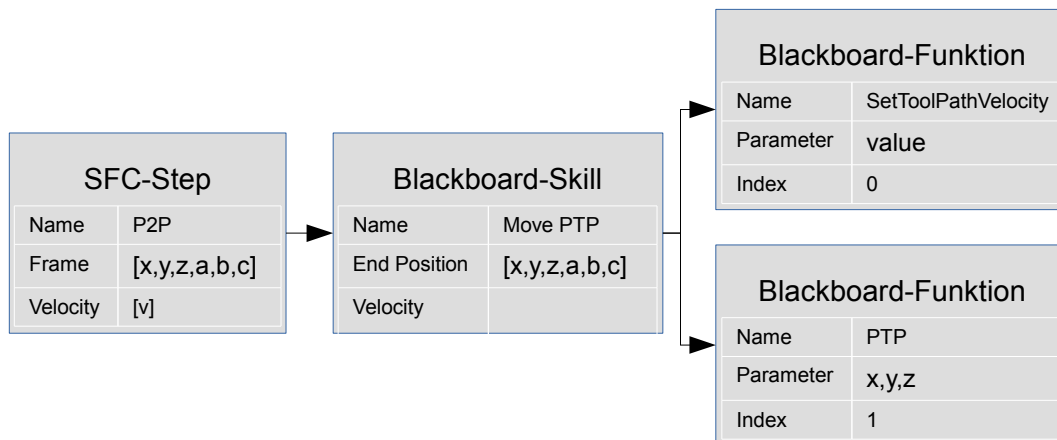 SFC-Step
Name P2P
Frame [x,y,z,a,b,c]
Velocity [v]
Blackboard-Skill
Name Move PTP
End Position [x,y,z,a,b,c]
Velocity
Blackboard-Funktion
Name SetToolPathVelocity
Parameter value
Index 0
Blackboard-Funktion
Name PTP
Parameter x,y,z
Index 1